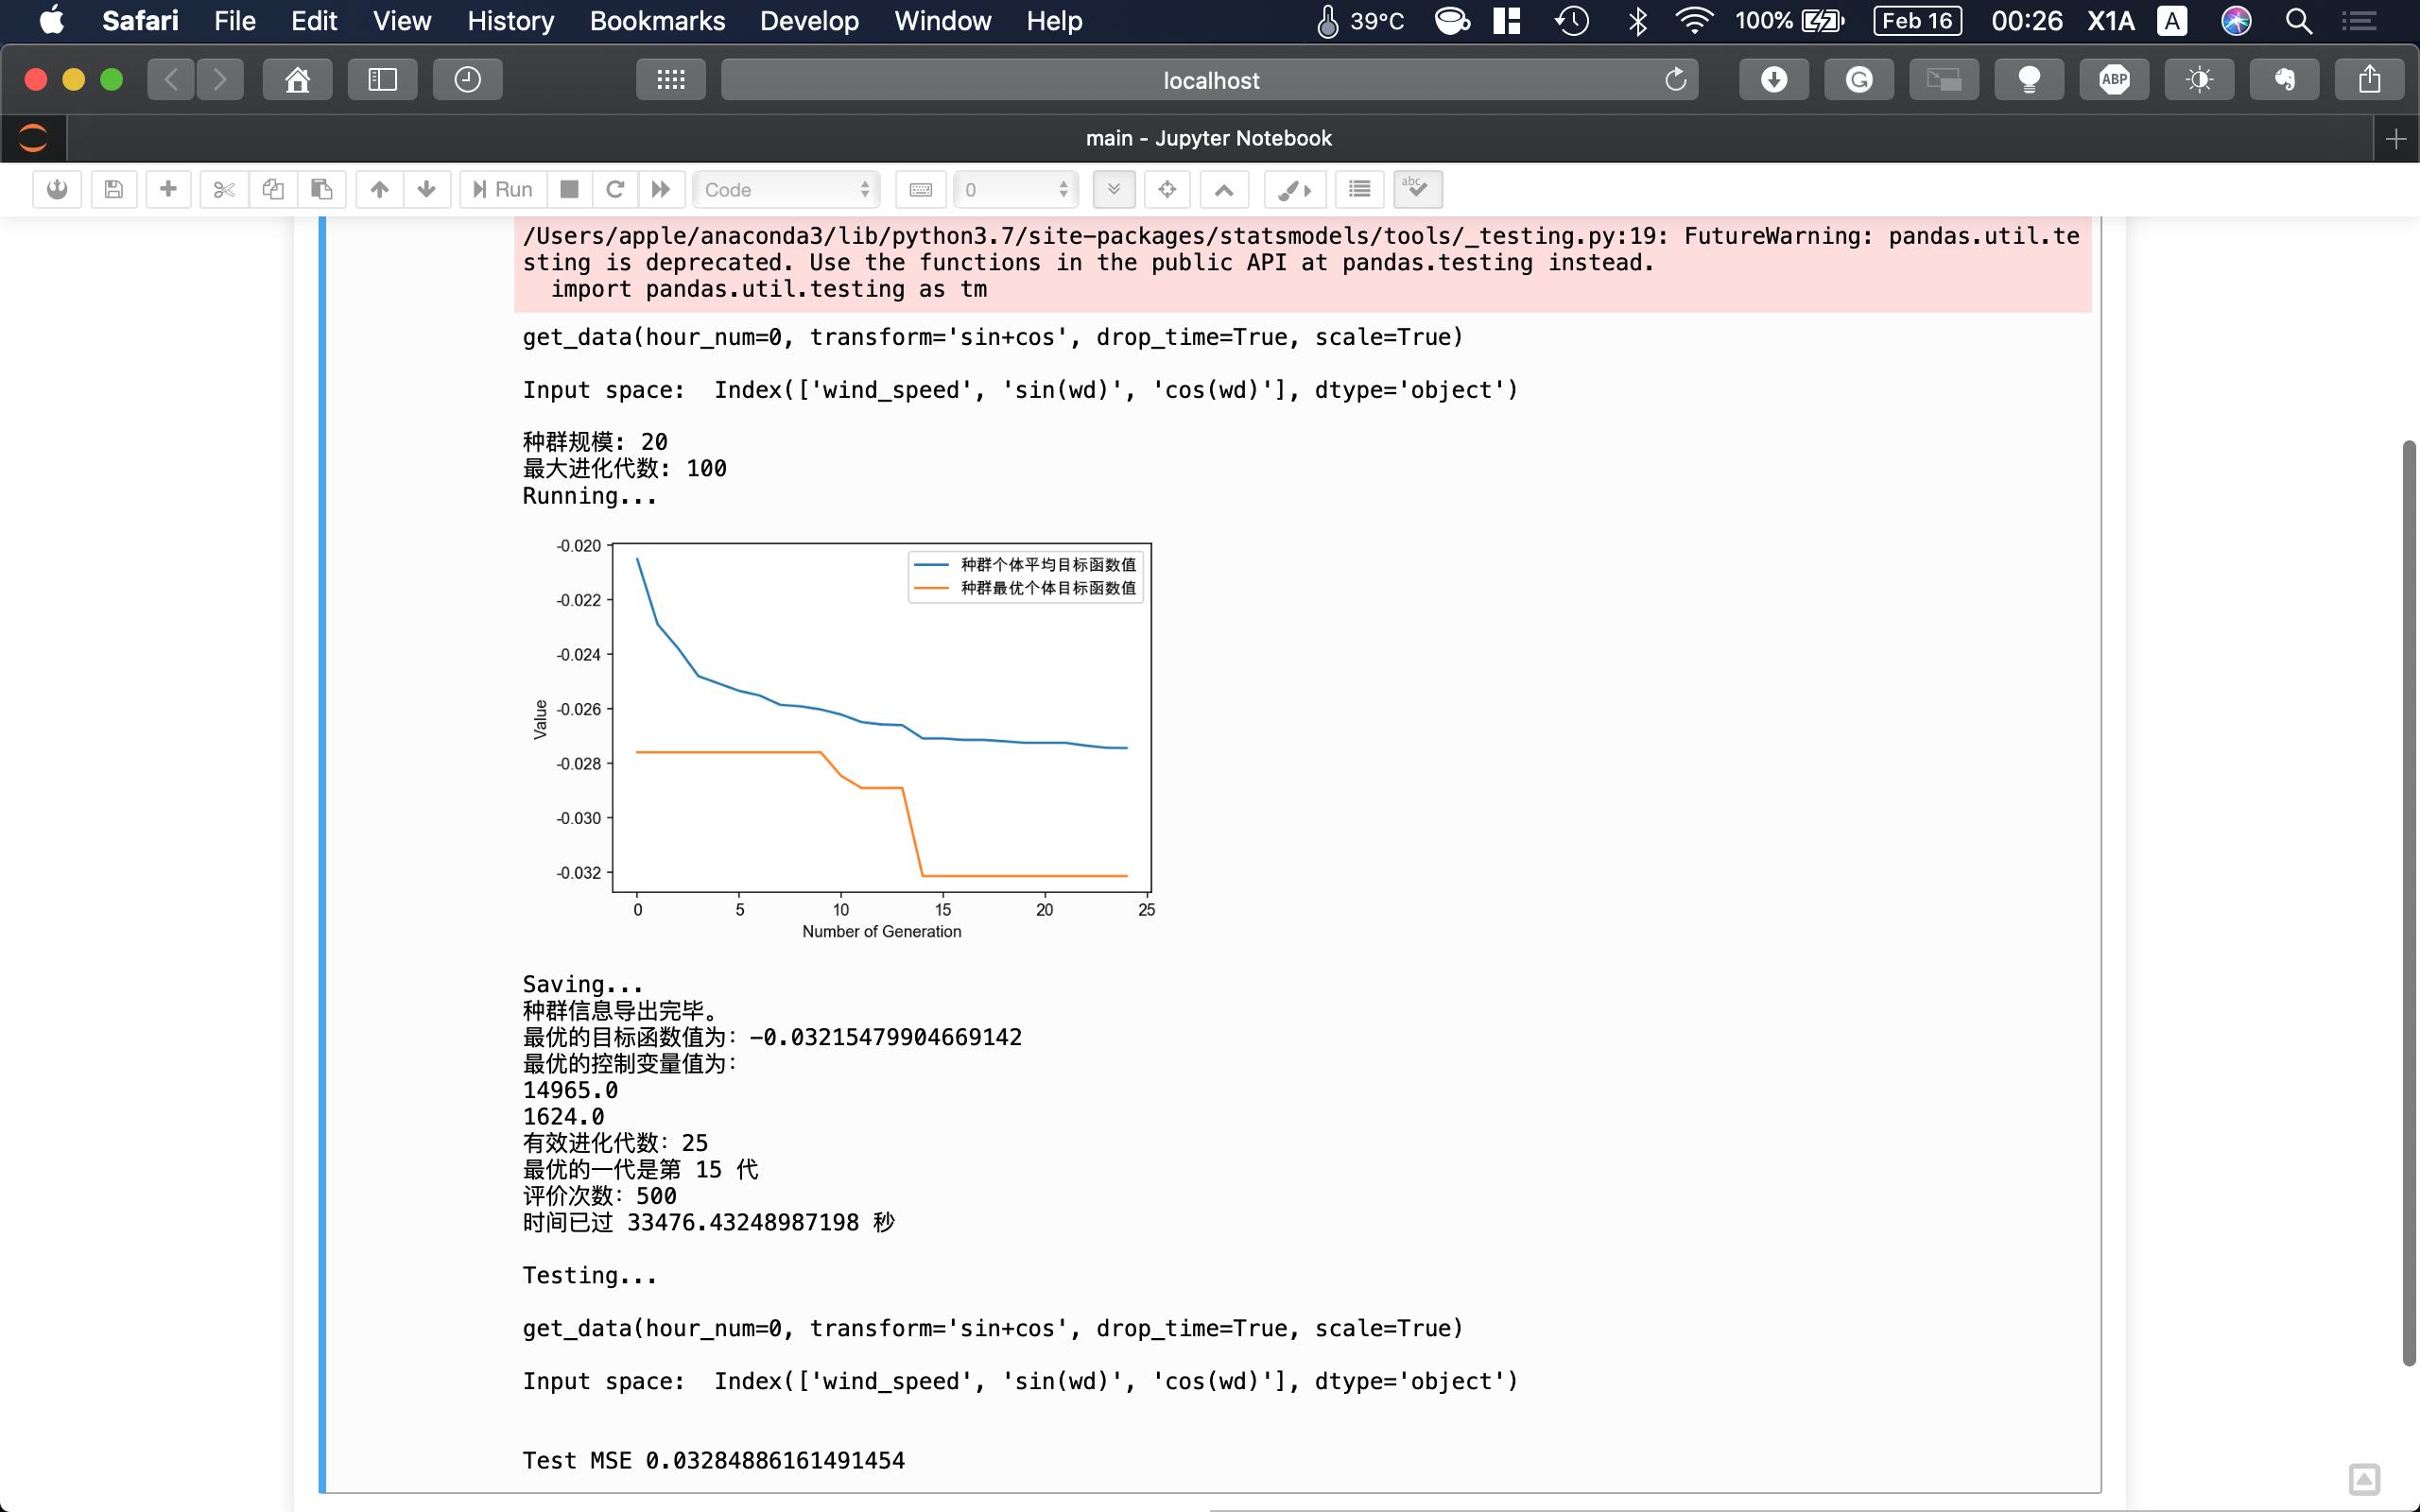 Safari File Edit View History Bookmarks Develop Window Help 39°C 100% Feb 16 00:26 X1A A
localhost
ABP
main - Jupyter Notebook
Run Code 0 abc
/Users/apple/anaconda3/lib/python3.7/site-packages/statsmodels/tools/_testing.py:19: FutureWarning: pandas.util.te
sting is deprecated. Use the functions in the public API at pandas.testing instead.
import pandas.util.testing as tm
get_data(hour_num=0, transform='sin+cos', drop_time=True, scale=True)
Input space:  Index(['wind_speed', 'sin(wd)', 'cos(wd)'], dtype='object')
种群规模: 20
最大进化代数: 100
Running...
种群个体平均目标函数值
种群最优个体目标函数值
-0.020
-0.022
-0.024
-0.026
-0.028
-0.030
-0.032
Value
0 5 10 15 20 25
Number of Generation
Saving...
种群信息导出完毕。
最优的目标函数值为：-0.03215479904669142
最优的控制变量值为：
14965.0
1624.0
有效进化代数：25
最优的一代是第 15 代
评价次数：500
时间已过 33476.43248987198 秒
Testing...
get_data(hour_num=0, transform='sin+cos', drop_time=True, scale=True)
Input space:  Index(['wind_speed', 'sin(wd)', 'cos(wd)'], dtype='object')
Test MSE 0.03284886161491454